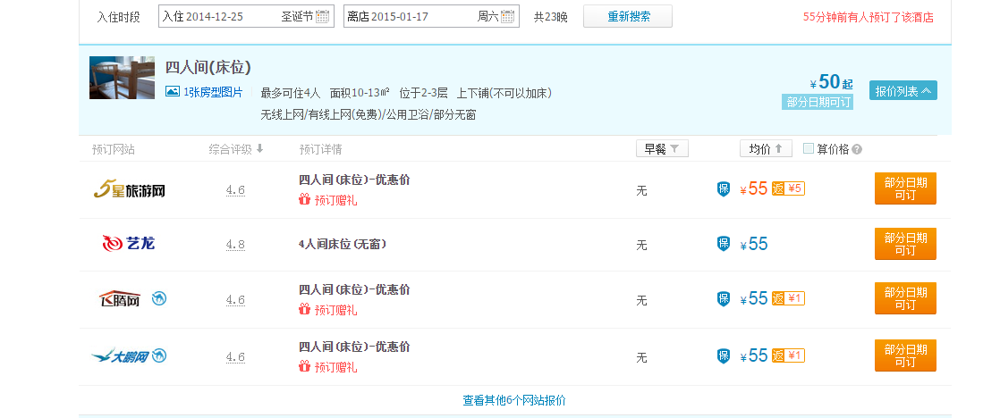 入住时段 入住 2014-12-25 圣诞节 离店 2015-01-17 周六 共23晚 重新搜索 55分钟前有人预订了该酒店
四人间(床位)
1张房型图片 最多可住4人 面积10-13㎡ 位于2-3层 上下铺(不可以加床)
无线上网/有线上网(免费)/公用卫浴/部分无窗
¥50起
部分日期可订
报价列表
预订网站 综合评级 预订详情 早餐 均价 算价格
5星旅游网 4.6 四人间(床位)-优惠价 无 保 ¥55 返 ¥5 部分日期
预订赠礼 可订
艺龙 4.8 4人间床位(无窗) 无 保 ¥55 部分日期
可订
飞腾网 4.6 四人间(床位)-优惠价 无 保 ¥55 返 ¥1 部分日期
预订赠礼 可订
大鹏网 4.6 四人间(床位)-优惠价 无 保 ¥55 返 ¥1 部分日期
预订赠礼 可订
查看其他6个网站报价